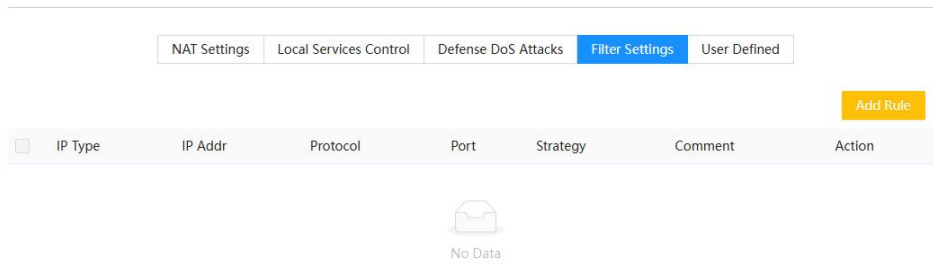 NAT Settings Local Services Control Defense DoS Attacks Filter Settings User Defined
Add Rule
IP Type IP Addr Protocol Port Strategy Comment Action
No Data